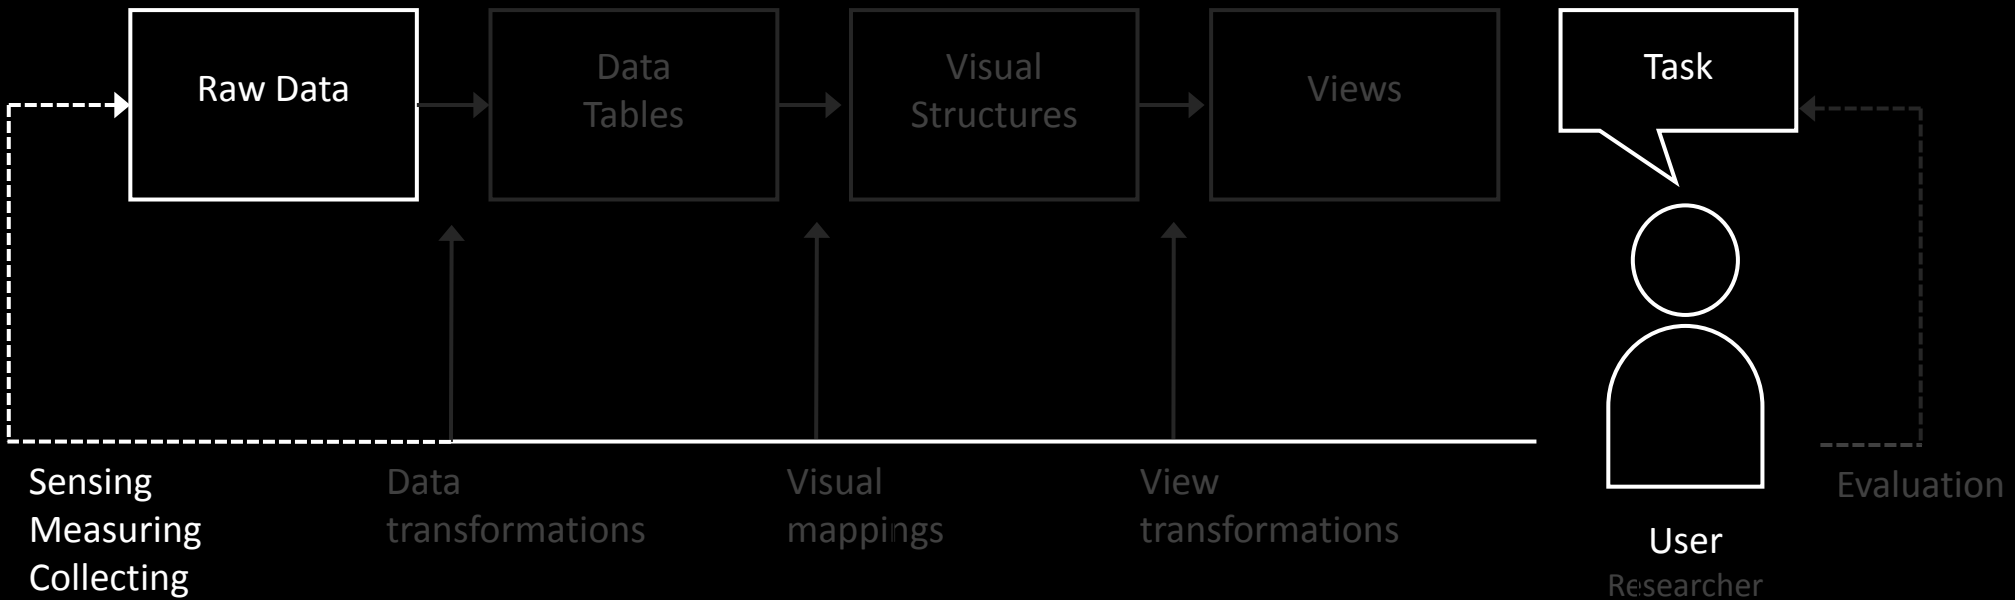 Raw Data
Data
Tables
Visual
Structures
Views
Task
Sensing
Measuring
Collecting
Data
transformations
Visual
mappings
View
transformations
User
Researcher
Evaluation